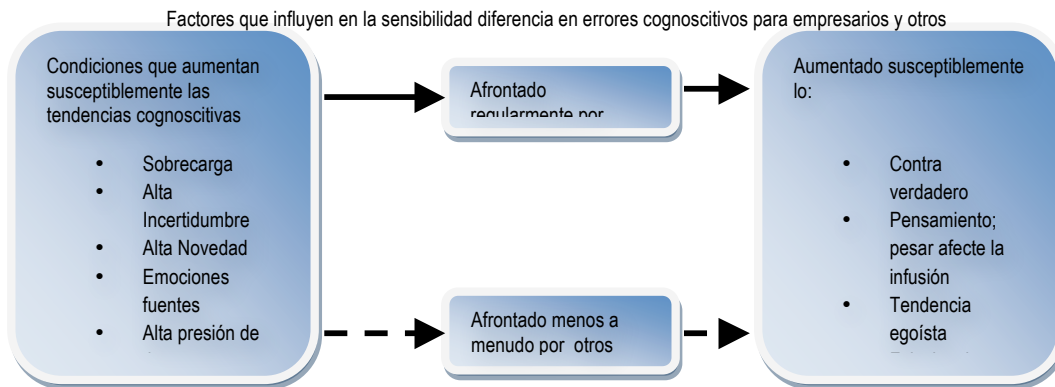 Factores que influyen en la sensibilidad diferencia en errores cognoscitivos para empresarios y otros
Condiciones que aumentan
susceptiblemente las
tendencias cognoscitivas
• Sobrecarga
• Alta
Incertidumbre
• Alta Novedad
• Emociones
fuentes
• Alta presión de
Afrontado
regularmente por
Afrontado menos a
menudo por otros
Aumentado susceptiblemente
lo:
• Contra
verdadero
• Pensamiento;
pesar afecte la
infusión
• Tendencia
egoísta